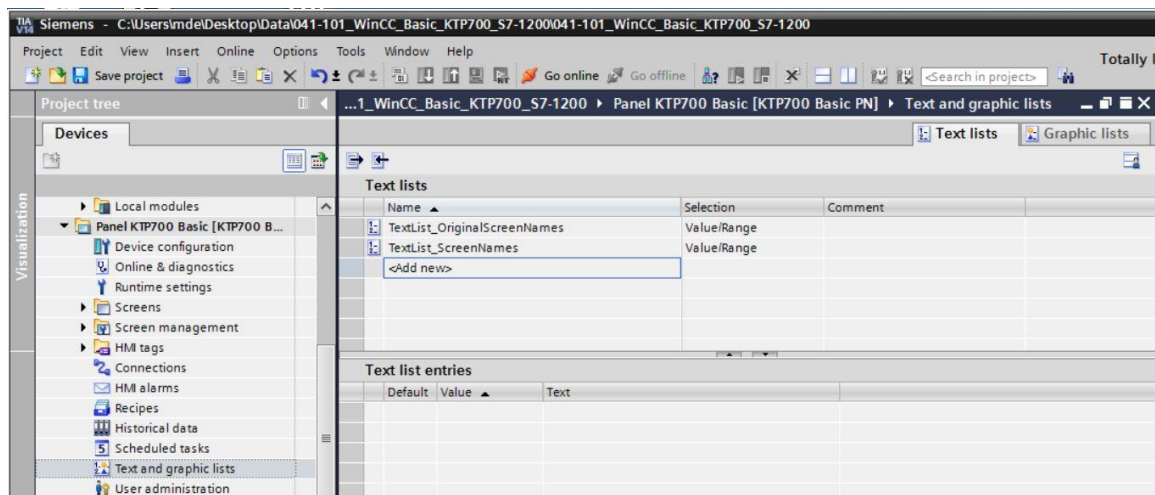 TIA V14 Siemens - C:\Users\mde\Desktop\Data\041-101_WinCC_Basic_KTP700_S7-1200\041-101_WinCC_Basic_KTP700_S7-1200
Project Edit View Insert Online Options Tools Window Help
Totally
Save project Go online Go offline <Search in project>
Project tree
...1_WinCC_Basic_KTP700_S7-1200 Panel KTP700 Basic [KTP700 Basic PN] Text and graphic lists
Devices
Text lists Graphic lists
Visualization
Text lists
Local modules
Name Selection Comment
Panel KTP700 Basic [KTP700 B...
TextList_OriginalScreenNames Value/Range
Device configuration
TextList_ScreenNames Value/Range
Online & diagnostics
<Add new>
Runtime settings
Screens
Screen management
HMI tags
Connections
Text list entries
HMI alarms
Default Value Text
Recipes
Historical data
5 Scheduled tasks
Text and graphic lists
User administration